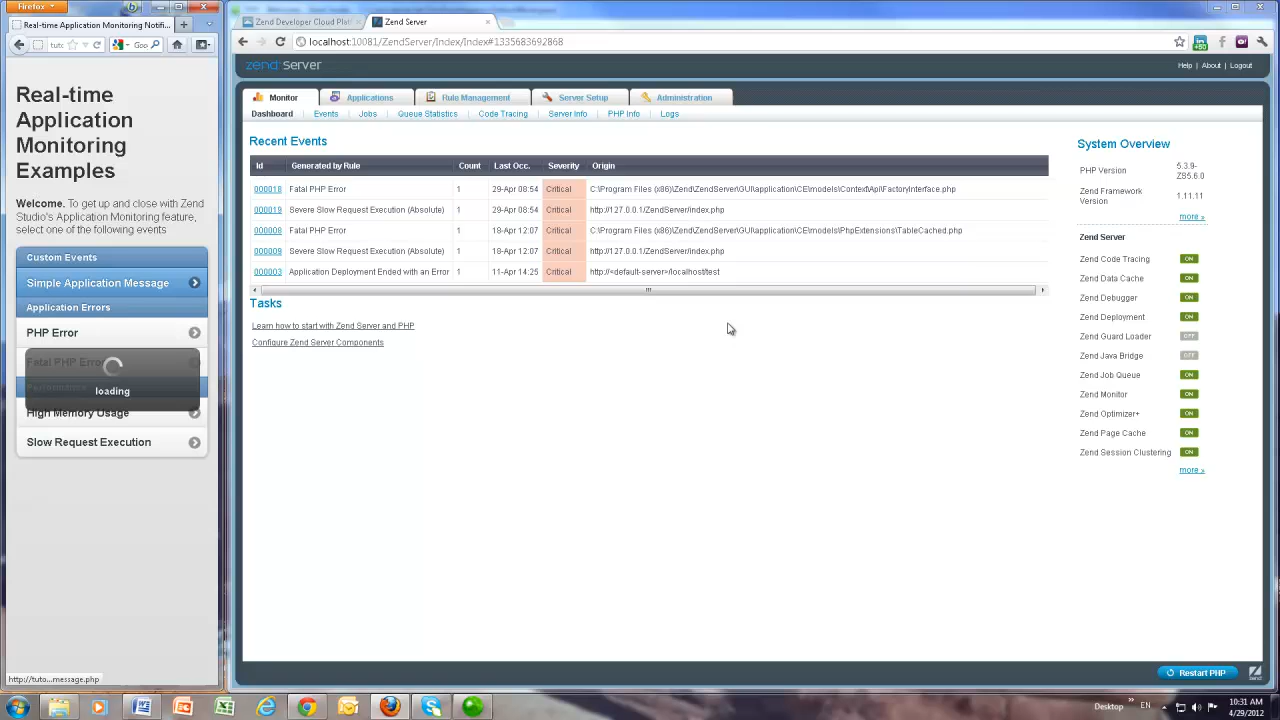 Firefox
Real-time Application Monitoring Notifi...
tutc
Goo
Real-time
Application
Monitoring
Examples
Welcome. To get up and close with Zend
Studio's Application Monitoring feature,
select one of the following events
Custom Events
Simple Application Message
Application Errors
PHP Error
Fatal PHP Error
Performance
loading
High Memory Usage
Slow Request Execution
http://tuto...message.php
Zend Developer Cloud Platf
Zend Server
localhost:10081/ZendServer/Index/Index#1335683692868
zend server
Help | About | Logout
Monitor
Applications
Rule Management
Server Setup
Administration
Dashboard | Events | Jobs | Queue Statistics | Code Tracing | Server Info | PHP Info | Logs
Recent Events
Id Generated by Rule Count Last Occ. Severity Origin
000018 Fatal PHP Error 1 29-Apr 08:54 Critical C:\Program Files (x86)\Zend\ZendServer\GUI\application\CE\models\Context\Api\FactoryInterface.php
000019 Severe Slow Request Execution (Absolute) 1 29-Apr 08:54 Critical http://127.0.0.1/ZendServer/index.php
000008 Fatal PHP Error 1 18-Apr 12:07 Critical C:\Program Files (x86)\Zend\ZendServer\GUI\application\CE\models\PhpExtensions\TableCached.php
000009 Severe Slow Request Execution (Absolute) 1 18-Apr 12:07 Critical http://127.0.0.1/ZendServer/index.php
000003 Application Deployment Ended with an Error 1 11-Apr 14:25 Critical http://<default-server>/localhost/test
Tasks
Learn how to start with Zend Server and PHP
Configure Zend Server Components
System Overview
PHP Version 5.3.9-
ZS5.6.0
Zend Framework
Version 1.11.11
more »
Zend Server
Zend Code Tracing ON
Zend Data Cache ON
Zend Debugger ON
Zend Deployment ON
Zend Guard Loader OFF
Zend Java Bridge OFF
Zend Job Queue ON
Zend Monitor ON
Zend Optimizer+ ON
Zend Page Cache ON
Zend Session Clustering ON
more »
Restart PHP
zend
Desktop
EN
10:31 AM
4/29/2012